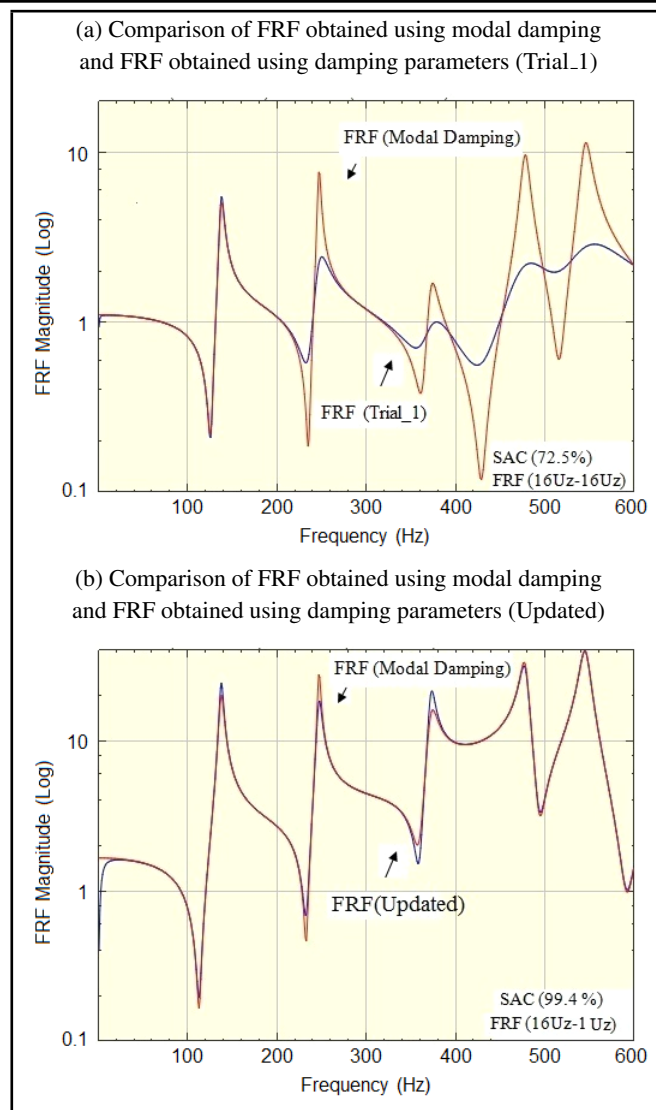 (a) Comparison of FRF obtained using modal damping
and FRF obtained using damping parameters (Trial_1)
10
1
0.1
FRF Magnitude (Log)
FRF (Modal Damping)
FRF (Trial_1)
SAC (72.5%)
FRF (16Uz-16Uz)
100 200 300 400 500 600
Frequency (Hz)
(b) Comparison of FRF obtained using modal damping
and FRF obtained using damping parameters (Updated)
10
1
0.1
FRF Magnitude (Log)
FRF (Modal Damping)
FRF(Updated)
SAC (99.4 %)
FRF (16Uz-1 Uz)
100 200 300 400 500 600
Frequency (Hz)